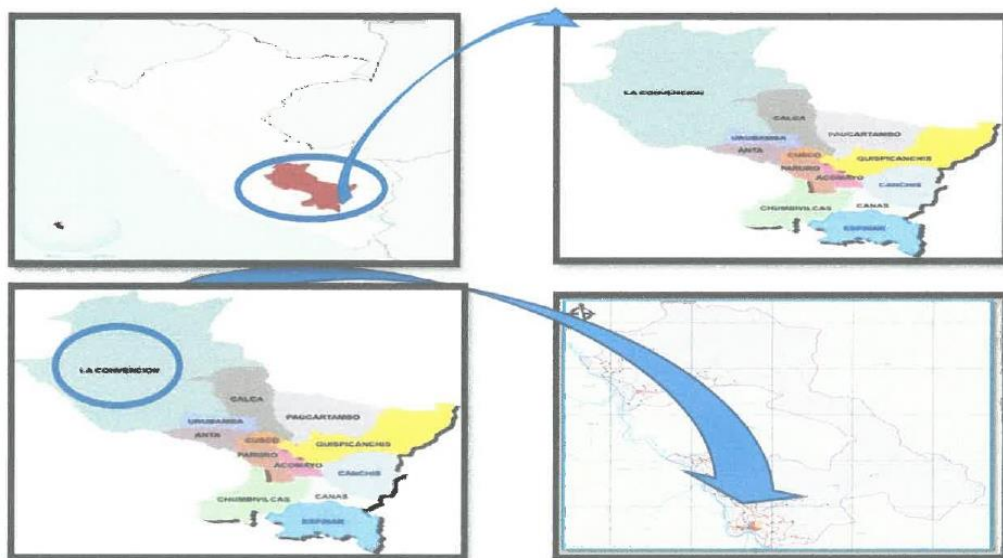 LA CONVENCION
CALCA
PAUCARTAMBO
URUBAMBA
ANTA
CUSCO
QUISPICANCHIS
PARURO
ACOMAYO
CANCHIS
CHUMBIVILCAS
CANAS
ESPINAR
LA CONVENCION
CALCA
PAUCARTAMBO
URUBAMBA
ANTA
CUSCO
QUISPICANCHIS
PARURO
ACOMAYO
CANCHIS
CHUMBIVILCAS
CANAS
ESPINAR